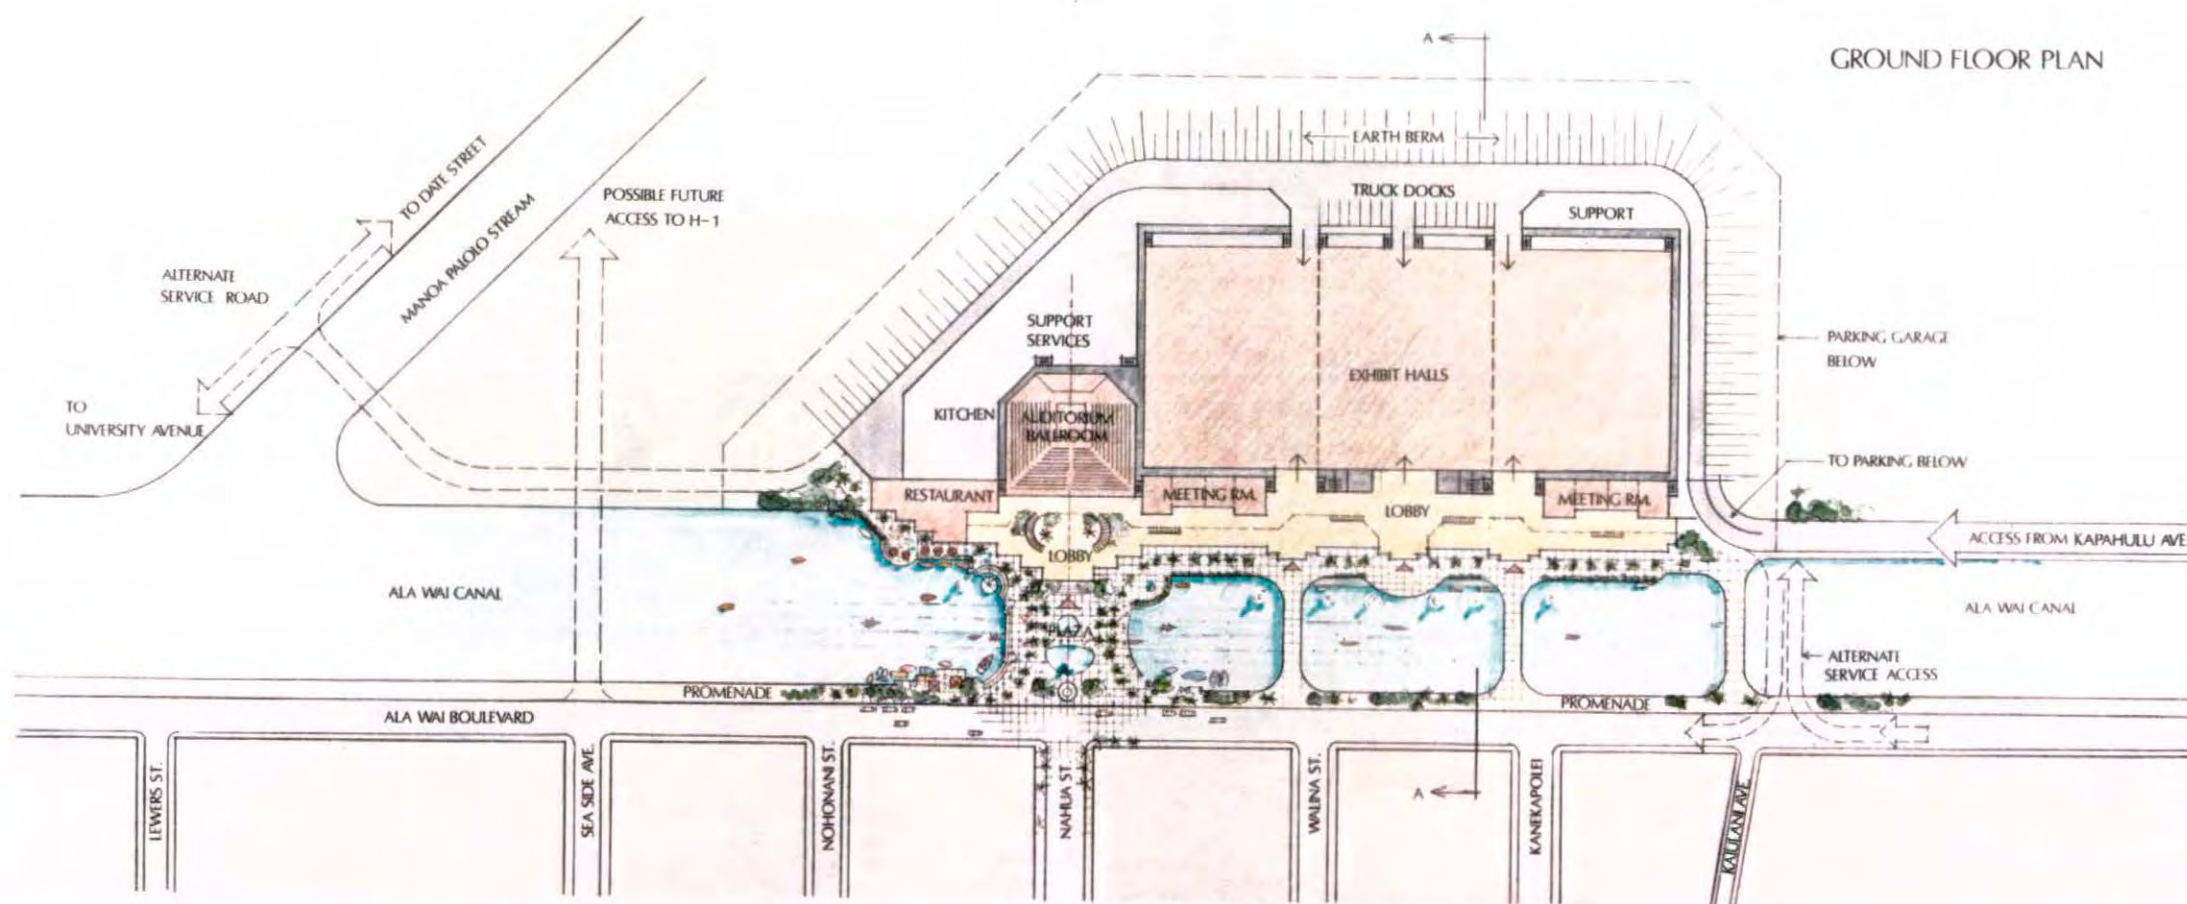 GROUND FLOOR PLAN
A
EARTH BERM
TRUCK DOCKS
SUPPORT
TO DATE STREET
MANOA PALOLO STREAM
POSSIBLE FUTURE
ACCESS TO H-1
ALTERNATE
SERVICE ROAD
TO
UNIVERSITY AVENUE
SUPPORT
SERVICES
KITCHEN
AUDITORIUM
BALLROOM
EXHIBIT HALLS
PARKING GARAGE
BELOW
TO PARKING BELOW
RESTAURANT
MEETING RM.
LOBBY
MEETING RM.
LOBBY
ACCESS FROM KAPAHULU AVE
ALA WAI CANAL
PLAZA
ALA WAI CANAL
ALTERNATE
SERVICE ACCESS
PROMENADE
PROMENADE
ALA WAI BOULEVARD
LEWERS ST.
SEA SIDE AVE.
NOHONANI ST.
NAHUA ST.
WALINA ST.
A
KANEKAPOLEI
KAIULANI AVE